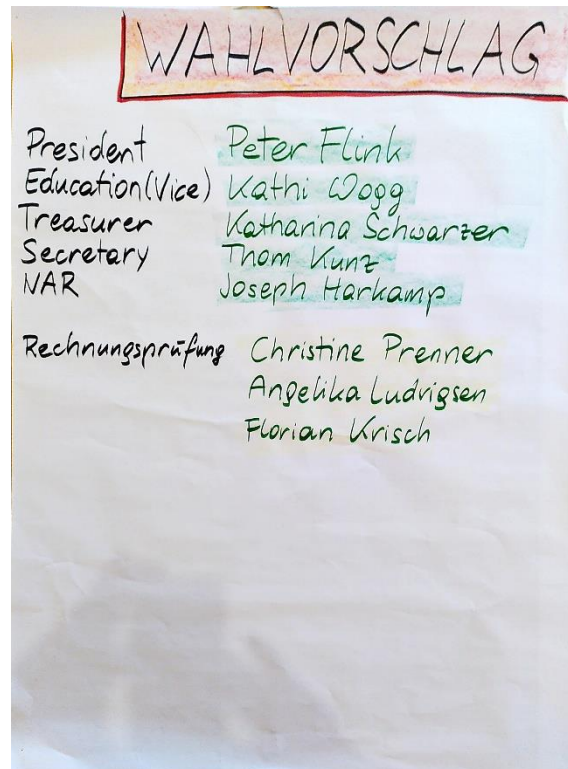 WAHLVORSCHLAG
President Peter Flink
Education (Vice) Kathi Wogg
Treasurer Katharina Schwarzer
Secretary Thom Kunz
NAR Joseph Harkamp
Rechnungsprüfung Christine Prenner
Angelika Ludvigsen
Florian Krisch